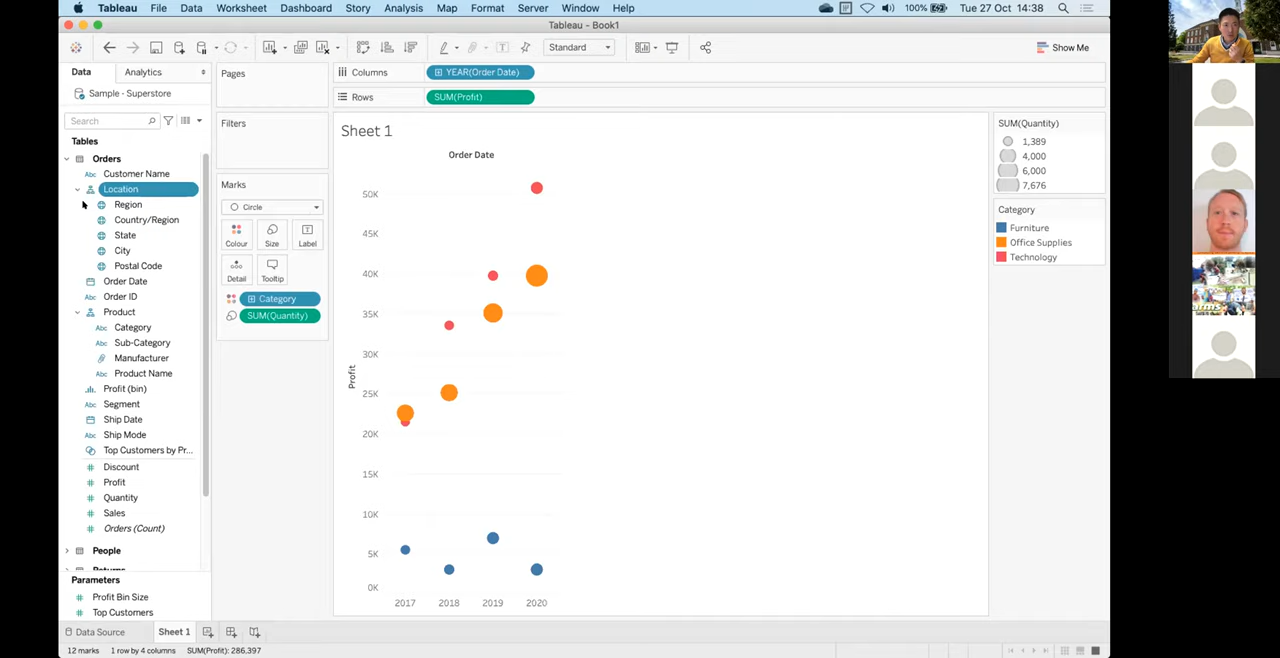 Tableau File Data Worksheet Dashboard Story Analysis Map Format Server Window Help 100% Tue 27 Oct 14:38
Tableau - Book1
Standard Show Me
Data Analytics
Sample - Superstore
Search
Tables
Orders
Abc Customer Name
Location
Region
Country/Region
State
City
Postal Code
Order Date
Abc Order ID
Product
Abc Category
Abc Sub-Category
Manufacturer
Abc Product Name
Profit (bin)
Abc Segment
Ship Date
Abc Ship Mode
Top Customers by Pr...
# Discount
# Profit
# Quantity
# Sales
# Orders (Count)
People
Parameters
# Profit Bin Size
# Top Customers
Pages
Filters
Marks
Circle
Colour Size Label
Detail Tooltip
Category
SUM(Quantity)
Columns YEAR(Order Date)
Rows SUM(Profit)
Sheet 1
Order Date
50K
45K
40K
35K
30K
25K
20K
15K
10K
5K
0K
Profit
2017 2018 2019 2020
SUM(Quantity)
1,389
4,000
6,000
7,676
Category
Furniture
Office Supplies
Technology
Data Source Sheet 1
12 marks 1 row by 4 columns SUM(Profit): 286,397